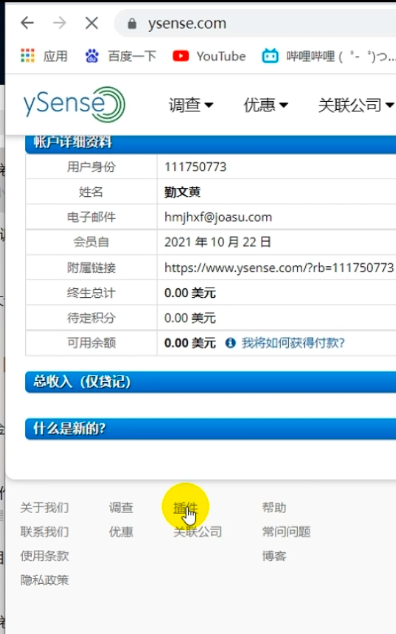 ysense.com
应用 百度一下 YouTube 哔哩哔哩 (゜-゜)つ...
ySense 调查 优惠 关联公司
帐户详细资料
用户身份 111750773
姓名 勤文黄
电子邮件 hmjhxf@joasu.com
会员自 2021 年 10 月 22 日
附属链接 https://www.ysense.com/?rb=111750773
终生总计 0.00 美元
待定积分 0.00 美元
可用余额 0.00 美元 我将如何获得付款?
总收入（仅贷记）
什么是新的?
关于我们 调查 插件 帮助
联系我们 优惠 关联公司 常问问题
使用条款 博客
隐私政策